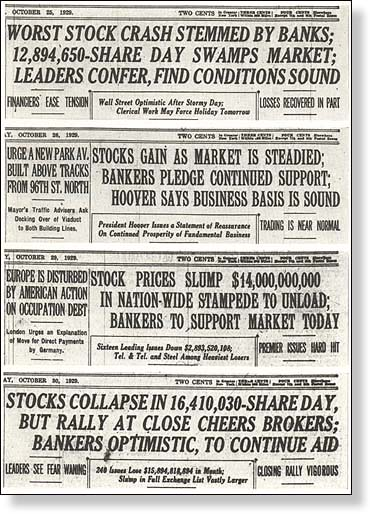 OCTOBER 25, 1929.
TWO CENTS
WORST STOCK CRASH STEMMED BY BANKS;
12,894,650-SHARE DAY SWAMPS MARKET;
LEADERS CONFER, FIND CONDITIONS SOUND
FINANCIERS EASE TENSION
Wall Street Optimistic After Stormy Day;
Clerical Work May Force Holiday Tomorrow
LOSSES RECOVERED IN PART
AY, OCTOBER 26, 1929.
TWO CENTS
URGE A NEW PARK AV.
BUILT ABOVE TRACKS
FROM 96TH ST. NORTH
Mayor's Traffic Advisers Ask
Decking Over of Viaduct
to Both Building Lines.
STOCKS GAIN AS MARKET IS STEADIED;
BANKERS PLEDGE CONTINUED SUPPORT;
HOOVER SAYS BUSINESS BASIS IS SOUND
President Hoover Issues a Statement of Reassurance
On Continued Prosperity of Fundamental Business
TRADING IS NEAR NORMAL
Y, OCTOBER 29, 1929.
TWO CENTS
EUROPE IS DISTURBED
BY AMERICAN ACTION
ON OCCUPATION DEBT
London Urges an Explanation
of Move for Direct Payments
by Germany.
STOCK PRICES SLUMP $14,000,000,000
IN NATION-WIDE STAMPEDE TO UNLOAD;
BANKERS TO SUPPORT MARKET TODAY
Sixteen Leading Issues Down $2,893,520,108;
Tel. & Tel. and Steel Among Heaviest Losers
PREMIER ISSUES HARD HIT
AY, OCTOBER 30, 1929.
TWO CENTS
STOCKS COLLAPSE IN 16,410,030-SHARE DAY,
BUT RALLY AT CLOSE CHEERS BROKERS;
BANKERS OPTIMISTIC, TO CONTINUE AID
LEADERS SEE FEAR WANING
240 Issues Lose $15,894,818,894 in Month;
Slump in Full Exchange List Vastly Larger
CLOSING RALLY VIGOROUS